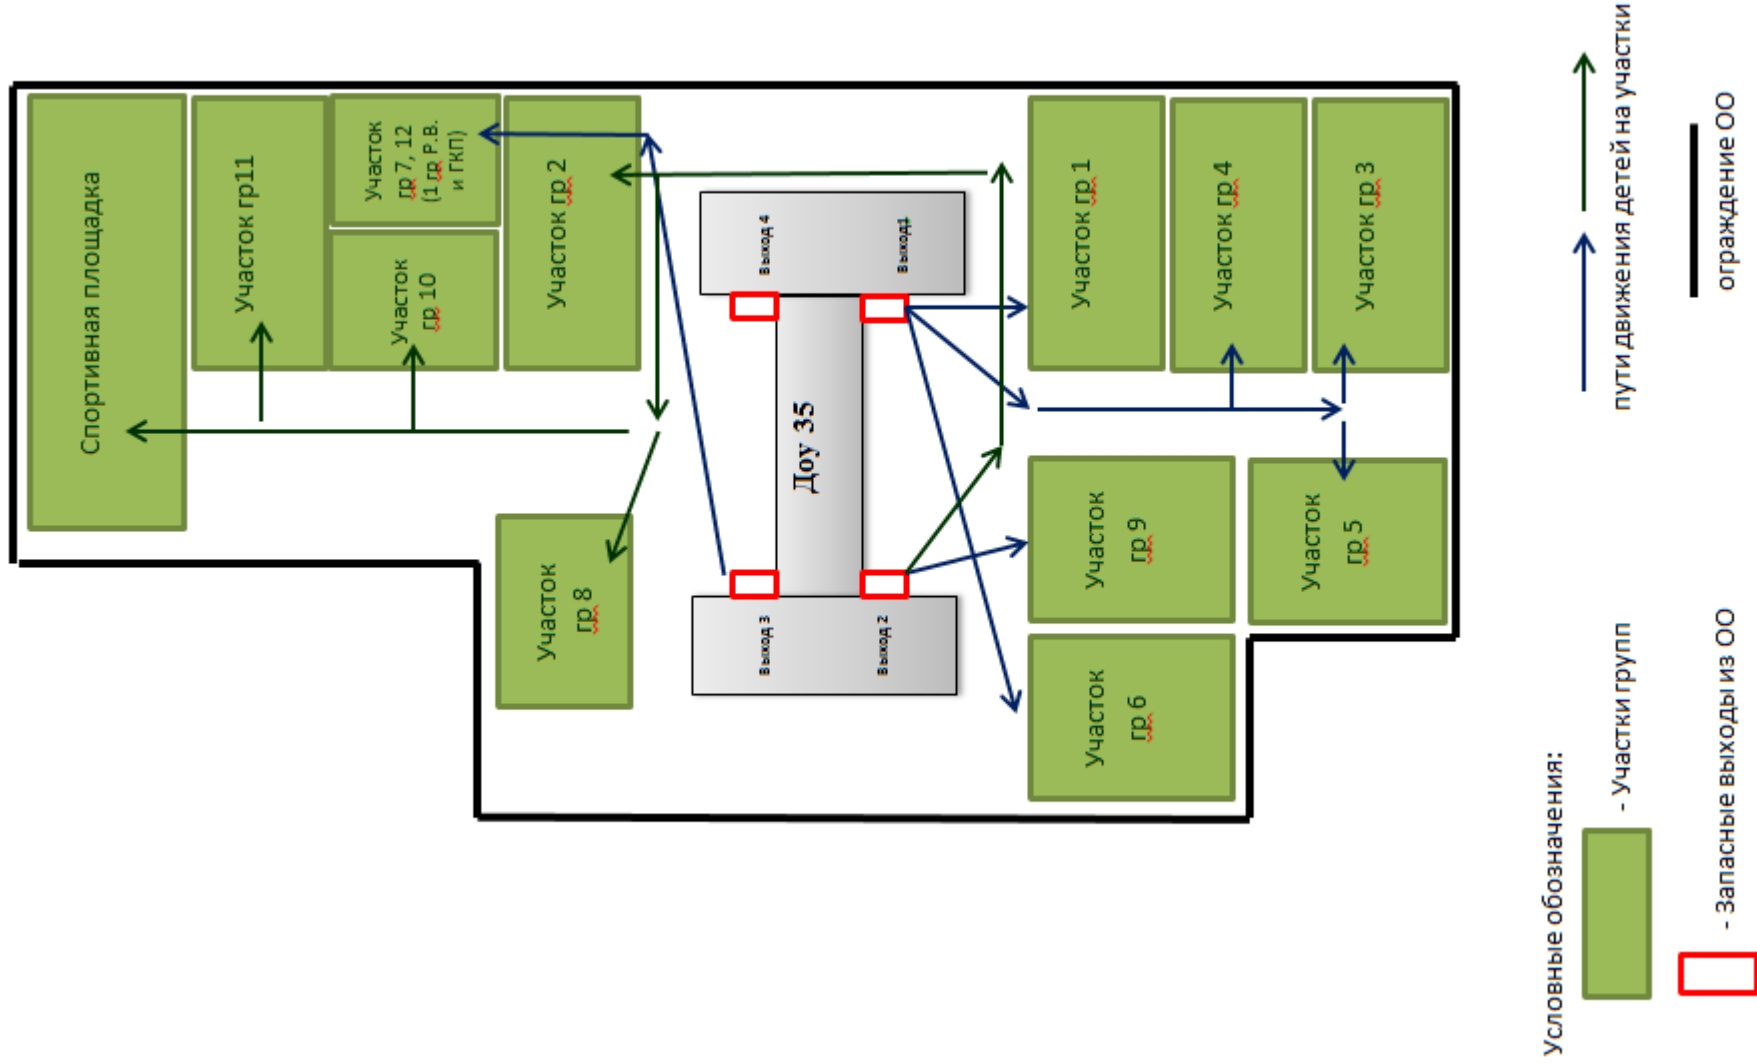 Спортивная площадка
Участок гр11
Участок
гр 7, 12
(1 гр Р.В.
и ГКП)
Участок
гр 10
Участок гр 2
Участок
гр 8
Выход 4
Выход1
Доу 35
Выход 3
Выход 2
Участок гр 1
Участок гр 4
Участок гр 3
Участок
гр 9
Участок
гр 5
Участок
гр 6
Условные обозначения:
- Участки групп
- Запасные выходы из ОО
пути движения детей на участки
ограждение ОО